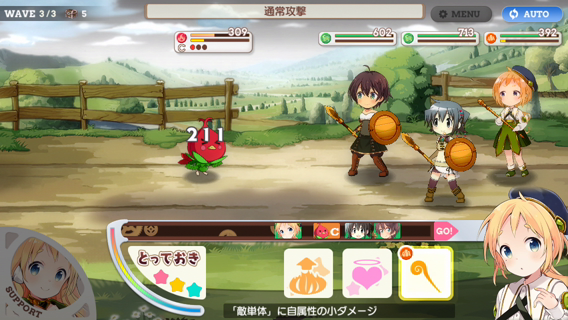 WAVE 3/3 5
通常攻撃
MENU
AUTO
309
602
713
392
C
211
C
GO!
とっておき
SUPPORT
「敵単体」に自属性の小ダメージ